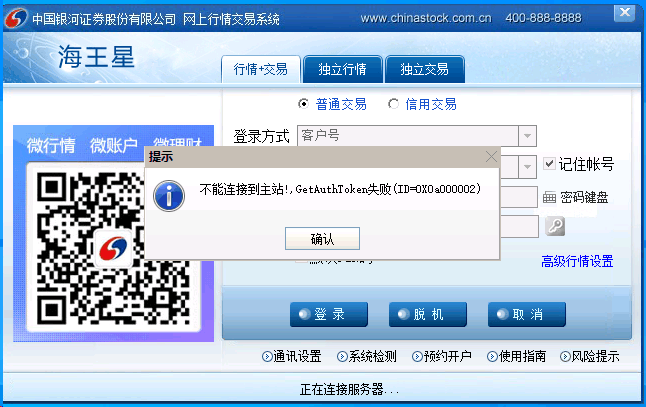 中国银河证券股份有限公司 网上行情交易系统 www.chinastock.com.cn 400-888-8888
海王星
行情+交易 独立行情 独立交易
普通交易 信用交易
登录方式 客户号
微行情 微账户 微理财
提示
记住帐号
不能连接到主站!,GetAuthToken失败(ID=0X0a000002)
密码键盘
确认
高级行情设置
登 录 脱 机 取 消
通讯设置 系统检测 预约开户 使用指南 风险提示
正在连接服务器...